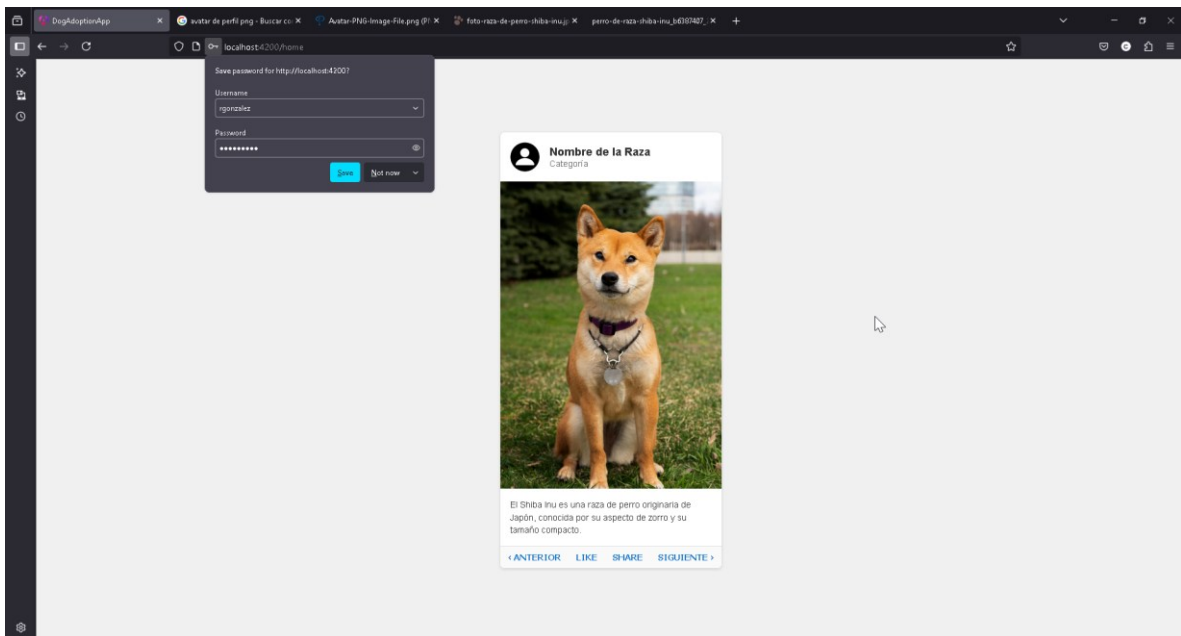 DogAdoptionApp
avatar de perfil png - Buscar co
Avatar-PNG-Image-File.png (PN
foto-raza-de-perro-shiba-inu.jp
perro-de-raza-shiba-inu_b6387407_
localhost:4200/home
Save password for http://localhost:4200?
Username
rgonzalez
Password
Save Not now
Nombre de la Raza
Categoría
El Shiba Inu es una raza de perro originaria de
Japón, conocida por su aspecto de zorro y su
tamaño compacto.
‹ ANTERIOR LIKE SHARE SIGUIENTE ›